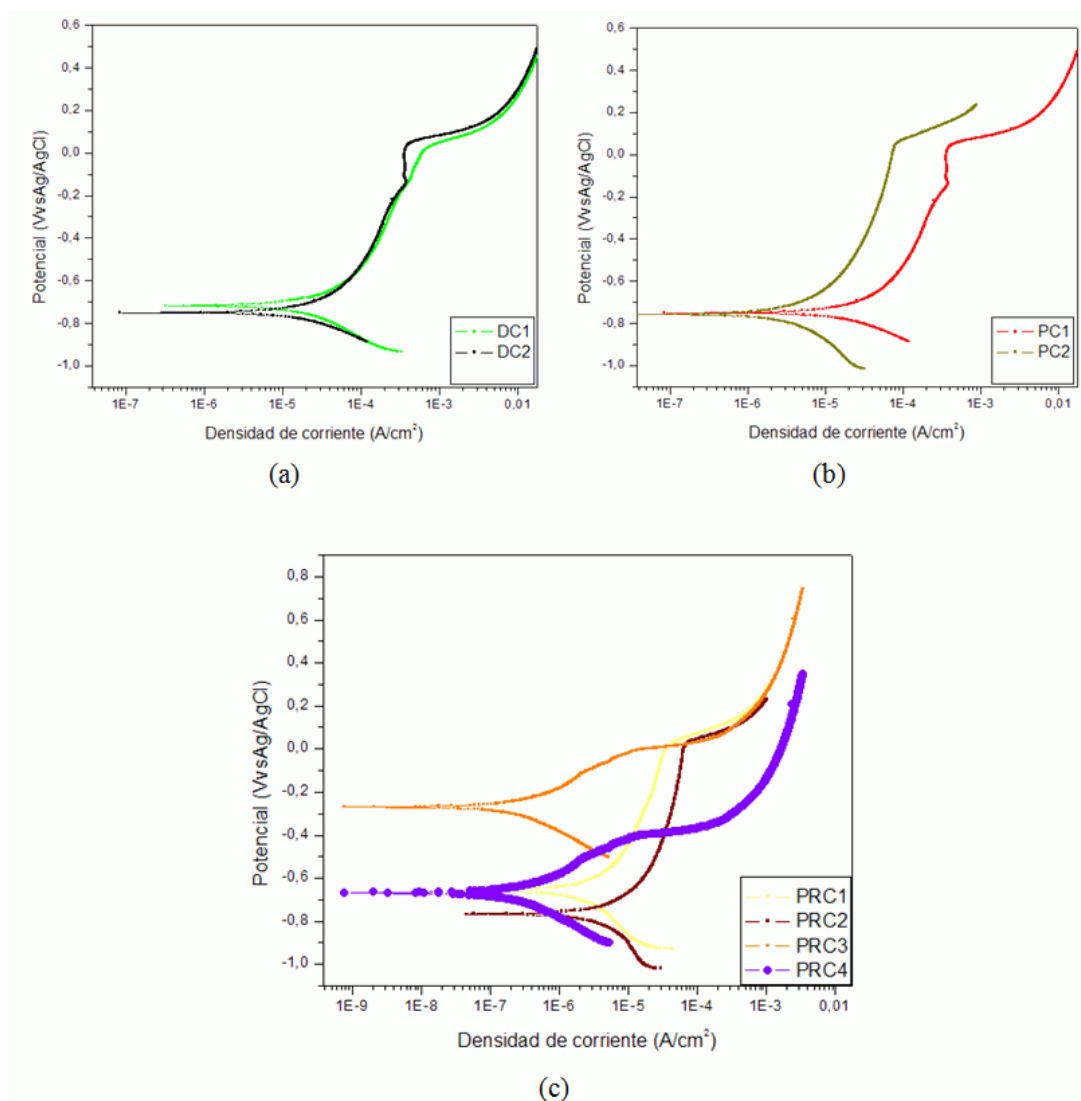 0,6
0,4
0,2
0,0
-0,2
-0,4
-0,6
-0,8
-1,0
Potencial (VvsAg/AgCl)
DC1
DC2
1E-7 1E-6 1E-5 1E-4 1E-3 0,01
Densidad de corriente (A/cm²)
(a)
0,6
0,4
0,2
0,0
-0,2
-0,4
-0,6
-0,8
-1,0
Potencial (VvsAg/AgCl)
PC1
PC2
1E-7 1E-6 1E-5 1E-4 1E-3 0,01
Densidad de corriente (A/cm²)
(b)
0,8
0,6
0,4
0,2
0,0
-0,2
-0,4
-0,6
-0,8
-1,0
Potencial (VvsAg/AgCl)
PRC1
PRC2
PRC3
PRC4
1E-9 1E-8 1E-7 1E-6 1E-5 1E-4 1E-3 0,01
Densidad de corriente (A/cm²)
(c)